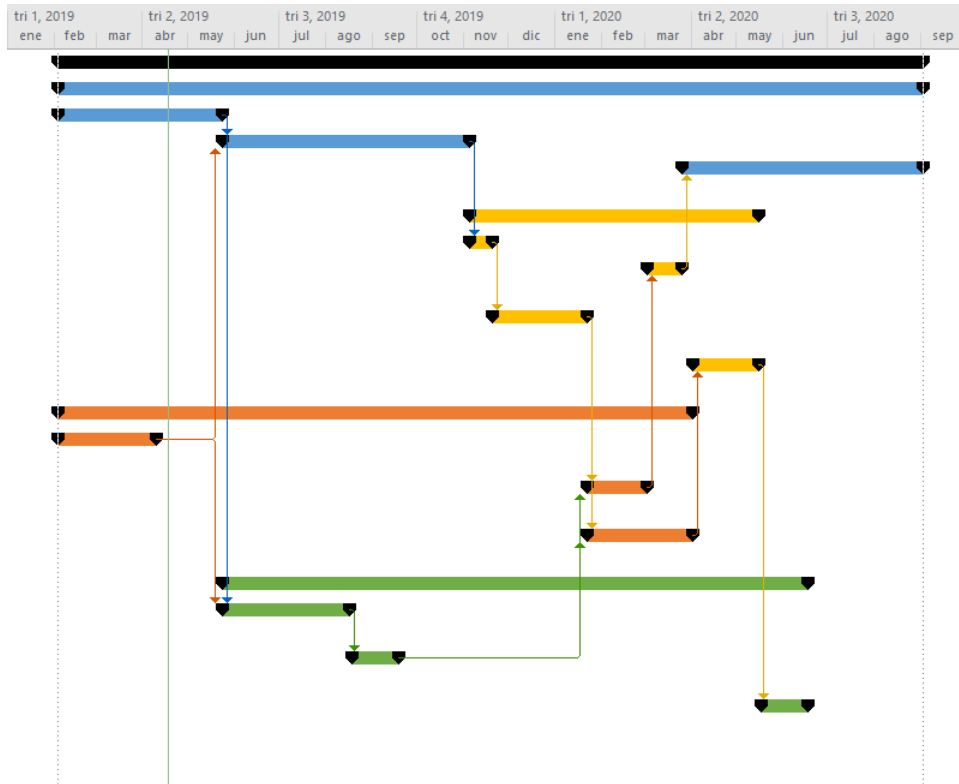 tri 1, 2019 tri 2, 2019 tri 3, 2019 tri 4, 2019 tri 1, 2020 tri 2, 2020 tri 3, 2020
ene feb mar abr may jun jul ago sep oct nov dic ene feb mar abr may jun jul ago sep